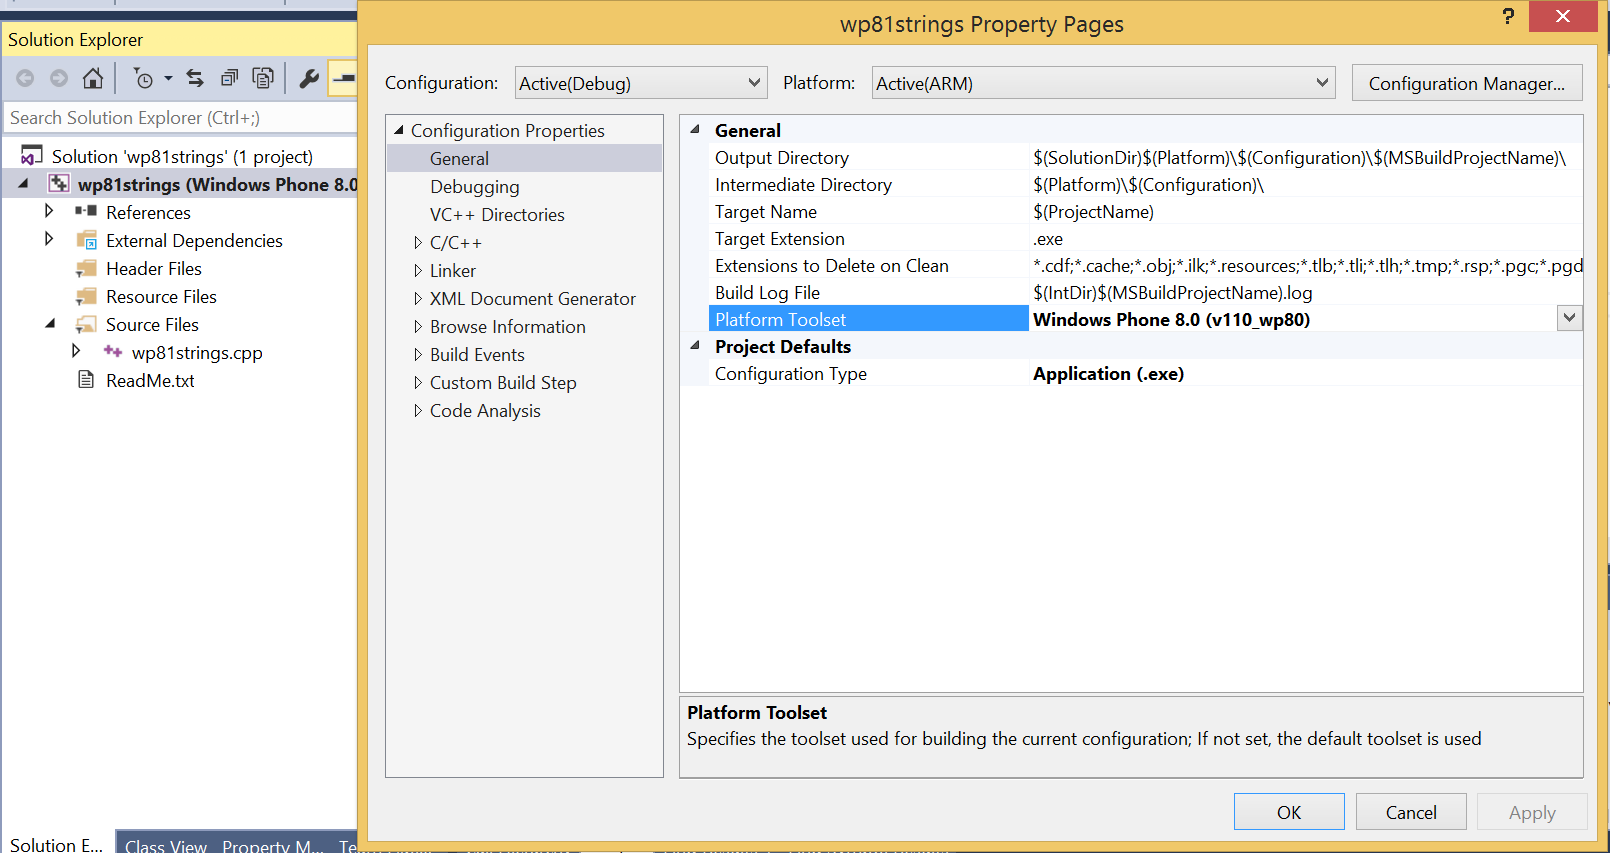 wp81strings Property Pages
?
Solution Explorer
Search Solution Explorer (Ctrl+;)
Solution 'wp81strings' (1 project)
wp81strings (Windows Phone 8.0
References
External Dependencies
Header Files
Resource Files
Source Files
wp81strings.cpp
ReadMe.txt
Solution E...
Class View
Property M...
Configuration:
Active(Debug)
Platform:
Active(ARM)
Configuration Manager...
Configuration Properties
General
Debugging
VC++ Directories
C/C++
Linker
XML Document Generator
Browse Information
Build Events
Custom Build Step
Code Analysis
General
Output Directory $(SolutionDir)$(Platform)\$(Configuration)\$(MSBuildProjectName)\
Intermediate Directory $(Platform)\$(Configuration)\
Target Name $(ProjectName)
Target Extension .exe
Extensions to Delete on Clean *.cdf;*.cache;*.obj;*.ilk;*.resources;*.tlb;*.tli;*.tlh;*.tmp;*.rsp;*.pgc;*.pgd
Build Log File $(IntDir)$(MSBuildProjectName).log
Platform Toolset Windows Phone 8.0 (v110_wp80)
Project Defaults
Configuration Type Application (.exe)
Platform Toolset
Specifies the toolset used for building the current configuration; If not set, the default toolset is used
OK
Cancel
Apply